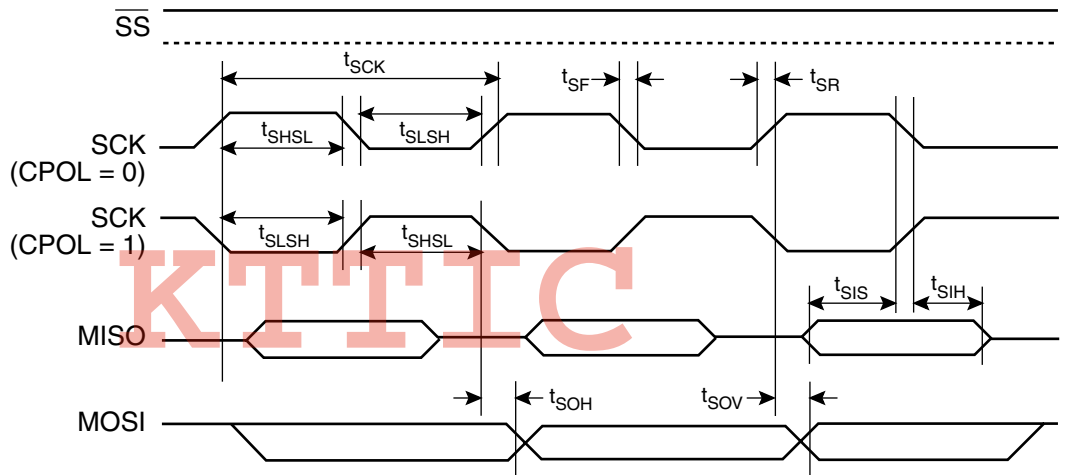 SS
tSCK
tSF
tSR
tSHSL
tSLSH
SCK
(CPOL = 0)
SCK
(CPOL = 1)
tSLSH
tSHSL
KTTIC
tSIS
tSIH
MISO
tSOH
tSOV
MOSI